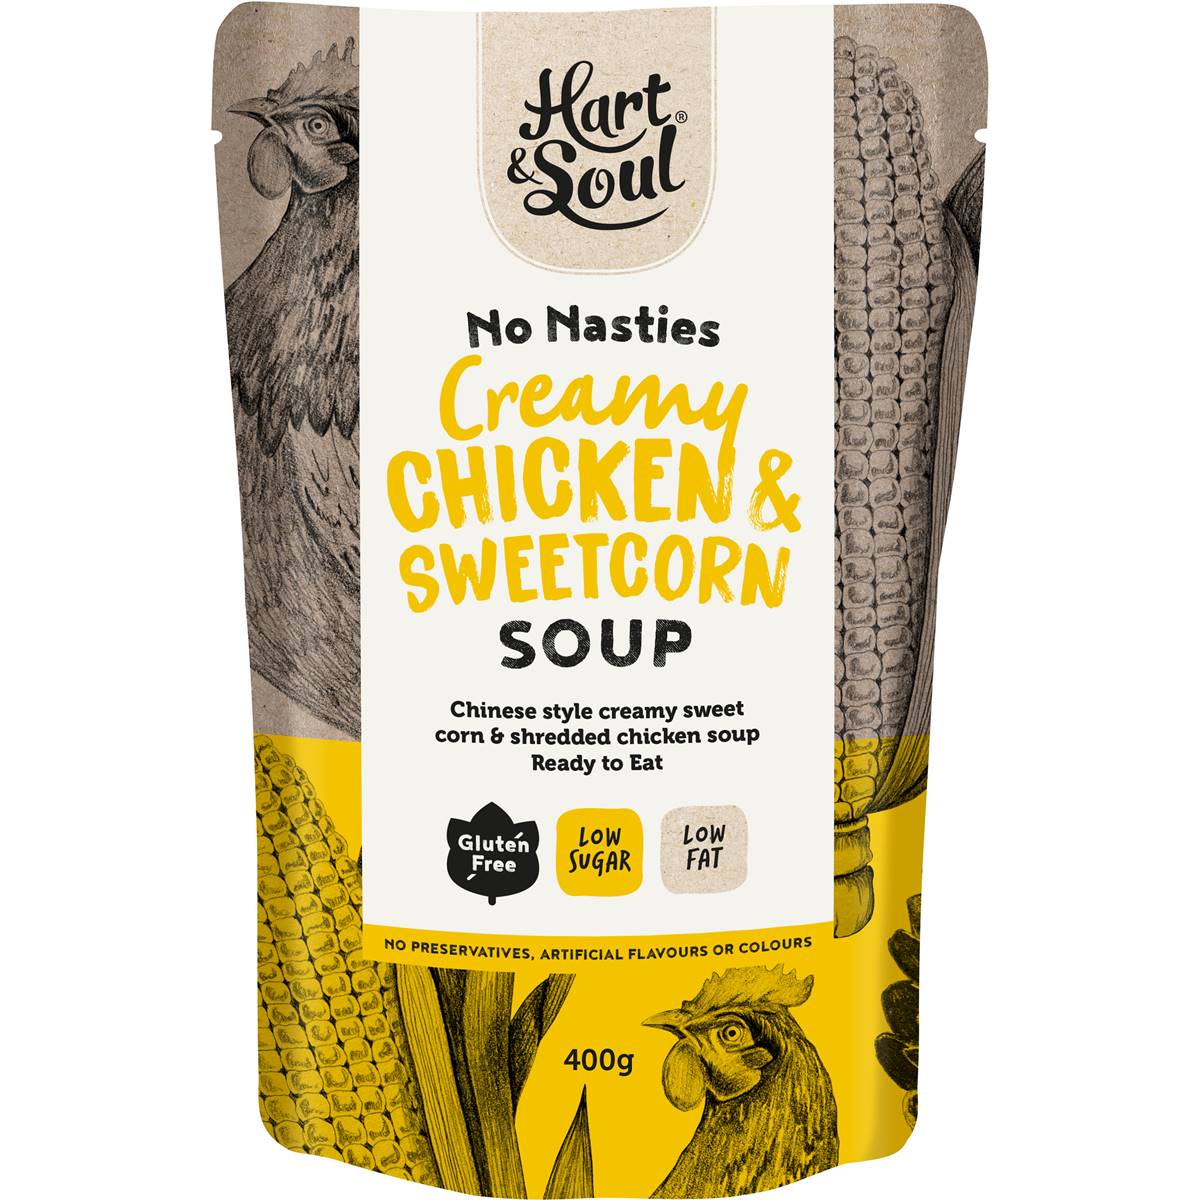 Hart®
& Soul
No Nasties
Creamy
CHICKEN &
SWEETCORN
SOUP
Chinese style creamy sweet
corn & shredded chicken soup
Ready to Eat
Gluten
Free
LOW
SUGAR
LOW
FAT
NO PRESERVATIVES, ARTIFICIAL FLAVOURS OR COLOURS
400g